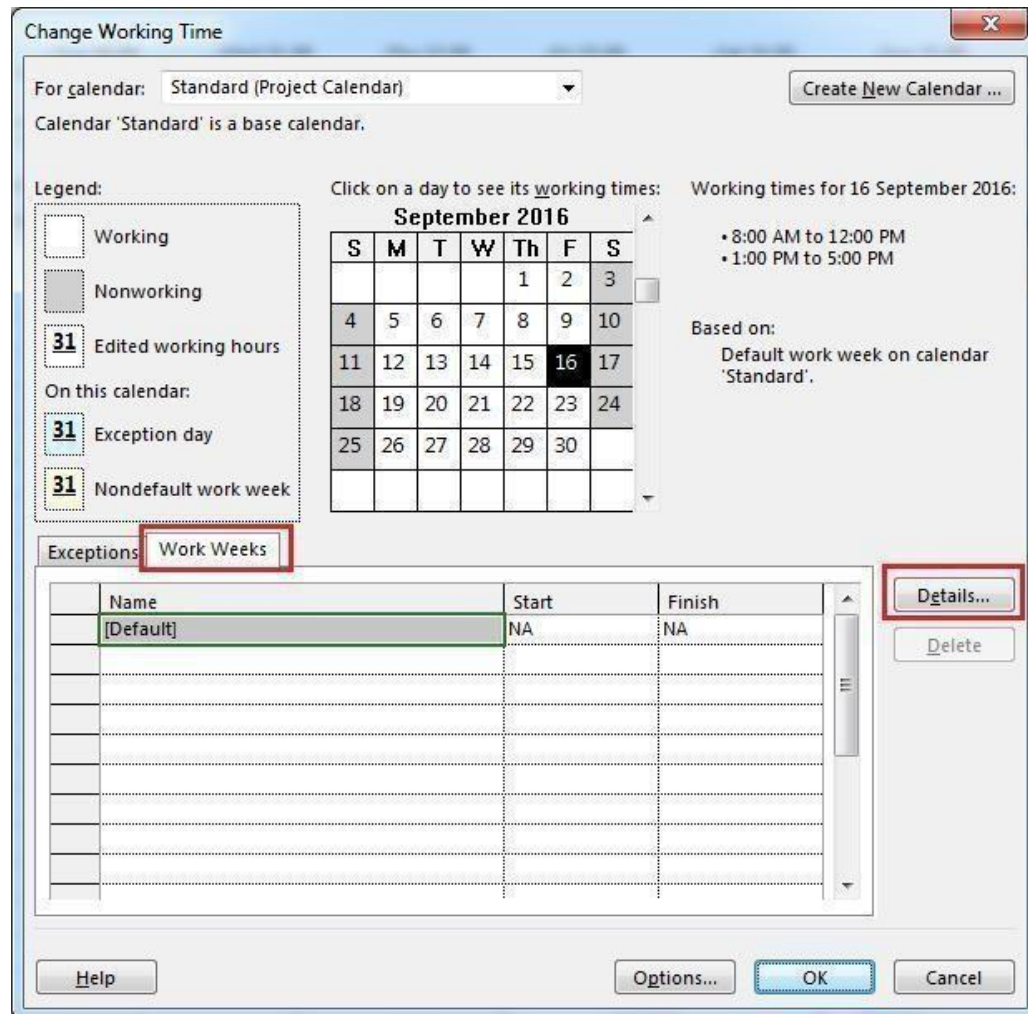 Change Working Time
For calendar: Standard (Project Calendar)
Create New Calendar ...
Calendar 'Standard' is a base calendar.
Legend:
Working
Nonworking
31 Edited working hours
On this calendar:
31 Exception day
31 Nondefault work week
Click on a day to see its working times:
September 2016
S M T W Th F S
1 2 3
4 5 6 7 8 9 10
11 12 13 14 15 16 17
18 19 20 21 22 23 24
25 26 27 28 29 30
Working times for 16 September 2016:
• 8:00 AM to 12:00 PM
• 1:00 PM to 5:00 PM
Based on:
Default work week on calendar
'Standard'.
Exceptions Work Weeks
Name Start Finish
[Default] NA NA
Details...
Delete
Help
Options...
OK
Cancel